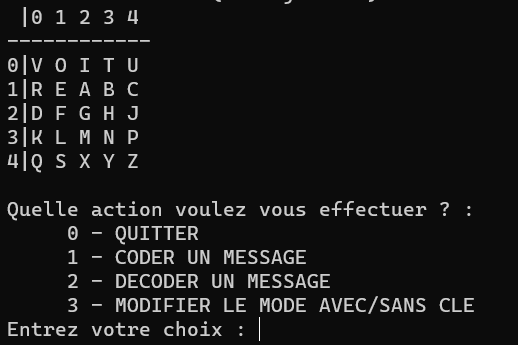 |0 1 2 3 4
------------
0|V O I T U
1|R E A B C
2|D F G H J
3|K L M N P
4|Q S X Y Z
Quelle action voulez vous effectuer ? :
0 - QUITTER
1 - CODER UN MESSAGE
2 - DECODER UN MESSAGE
3 - MODIFIER LE MODE AVEC/SANS CLE
Entrez votre choix :